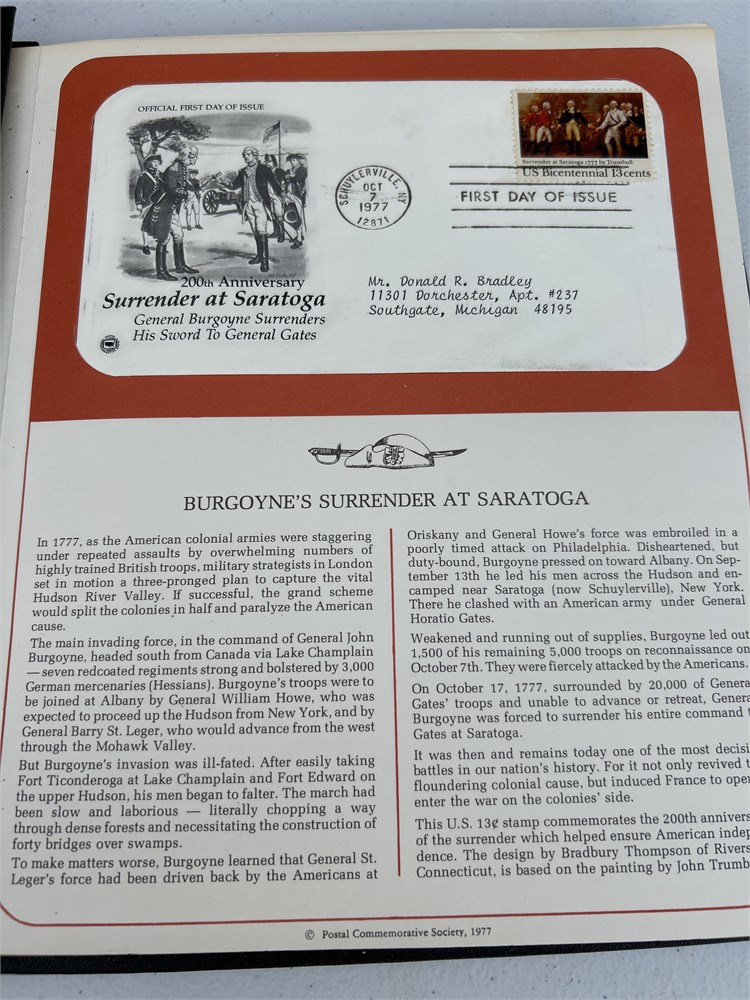 OFFICIAL FIRST DAY OF ISSUE
SCHUYLERVILLE, NY
OCT
7
1977
12871
Surrender at Saratoga 1777 by Trumbull
US Bicentennial 13cents
FIRST DAY OF ISSUE
200th Anniversary
Surrender at Saratoga
General Burgoyne Surrenders
His Sword To General Gates
Mr. Donald R. Bradley
11301 Dorchester, Apt. #237
Southgate, Michigan 48195
BURGOYNE'S SURRENDER AT SARATOGA
In 1777, as the American colonial armies were staggering
under repeated assaults by overwhelming numbers of
highly trained British troops, military strategists in London
set in motion a three-pronged plan to capture the vital
Hudson River Valley. If successful, the grand scheme
would split the colonies in half and paralyze the American
cause.
The main invading force, in the command of General John
Burgoyne, headed south from Canada via Lake Champlain
— seven redcoated regiments strong and bolstered by 3,000
German mercenaries (Hessians). Burgoyne's troops were to
be joined at Albany by General William Howe, who was
expected to proceed up the Hudson from New York, and by
General Barry St. Leger, who would advance from the west
through the Mohawk Valley.
But Burgoyne's invasion was ill-fated. After easily taking
Fort Ticonderoga at Lake Champlain and Fort Edward on
the upper Hudson, his men began to falter. The march had
been slow and laborious — literally chopping a way
through dense forests and necessitating the construction of
forty bridges over swamps.
To make matters worse, Burgoyne learned that General St.
Leger's force had been driven back by the Americans at
Oriskany and General Howe's force was embroiled in a
poorly timed attack on Philadelphia. Disheartened, but
duty-bound, Burgoyne pressed on toward Albany. On Sep-
tember 13th he led his men across the Hudson and en-
camped near Saratoga (now Schuylerville), New York.
There he clashed with an American army under General
Horatio Gates.
Weakened and running out of supplies, Burgoyne led out
1,500 of his remaining 5,000 troops on reconnaissance on
October 7th. They were fiercely attacked by the Americans.
On October 17, 1777, surrounded by 20,000 of Genera
Gates' troops and unable to advance or retreat, Genera
Burgoyne was forced to surrender his entire command t
Gates at Saratoga.
It was then and remains today one of the most decisi
battles in our nation's history. For it not only revived t
floundering colonial cause, but induced France to ope
enter the war on the colonies' side.
This U.S. 13¢ stamp commemorates the 200th annivers
of the surrender which helped ensure American indep
dence. The design by Bradbury Thompson of Rivers
Connecticut, is based on the painting by John Trumb
© Postal Commemorative Society, 1977